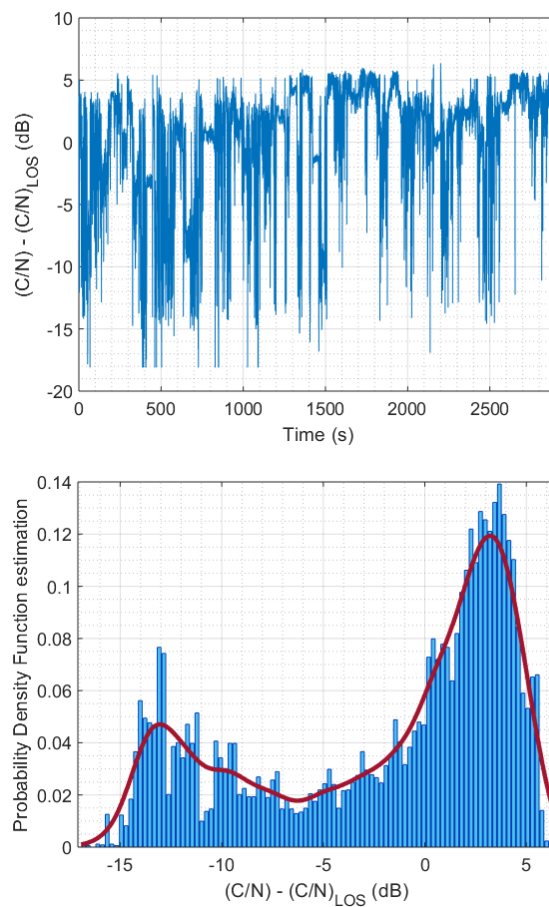 10
5
0
-5
-10
-15
-20
(C/N) - (C/N)LOS (dB)
0 500 1000 1500 2000 2500
Time (s)
0.14
0.12
0.1
0.08
0.06
0.04
0.02
0
Probability Density Function estimation
-15 -10 -5 0 5
(C/N) - (C/N)LOS (dB)